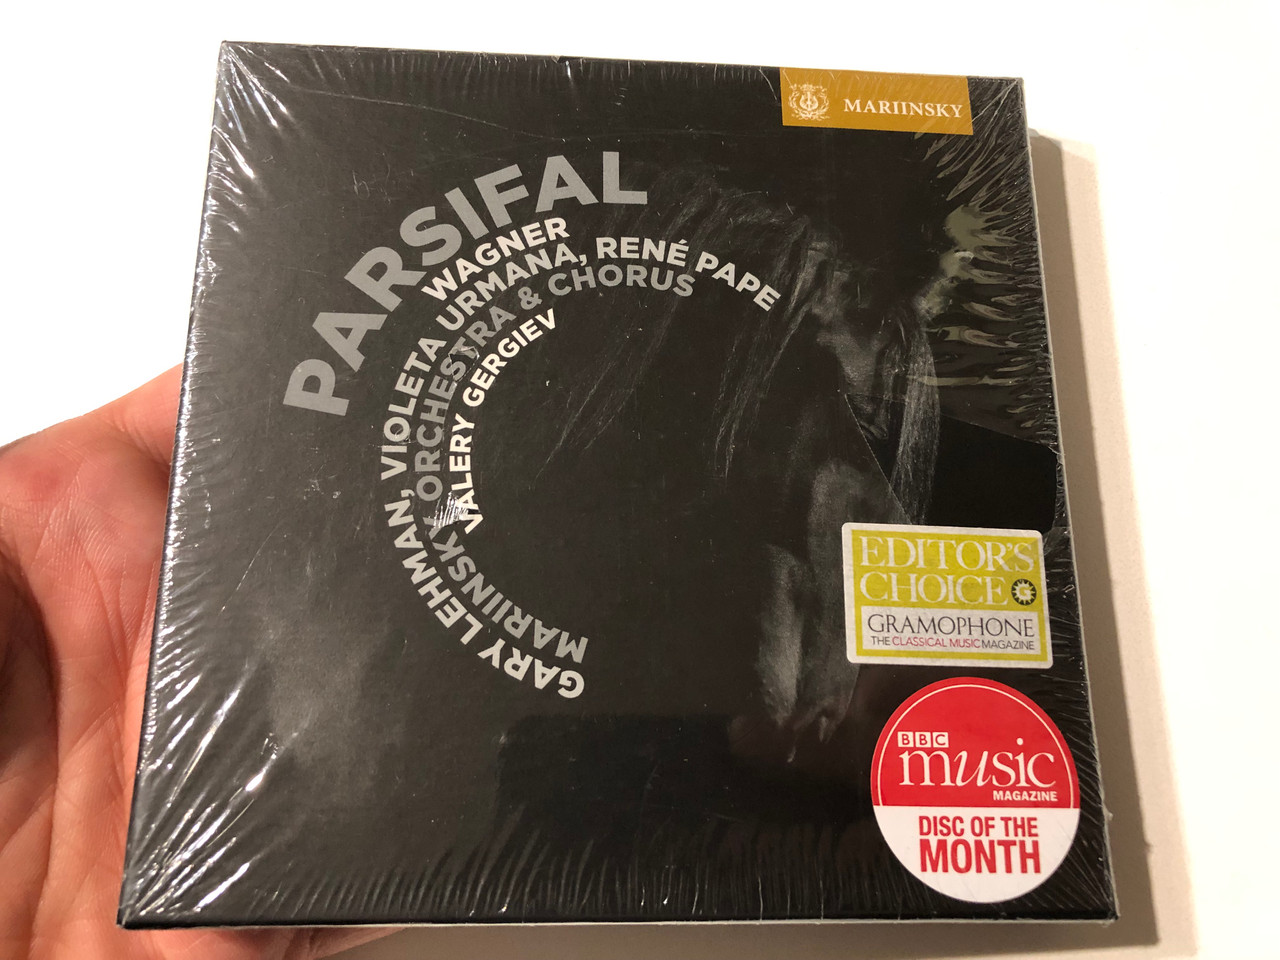 MARIINSKY
PARSIFAL
WAGNER
GARY LEHMAN, VIOLETA URMANA, RENÉ PAPE
MARIINSKY ORCHESTRA & CHORUS
VALERY GERGIEV
EDITOR'S
CHOICE G
GRAMOPHONE
THE CLASSICAL MUSIC MAGAZINE
BBC
music
MAGAZINE
DISC OF THE
MONTH